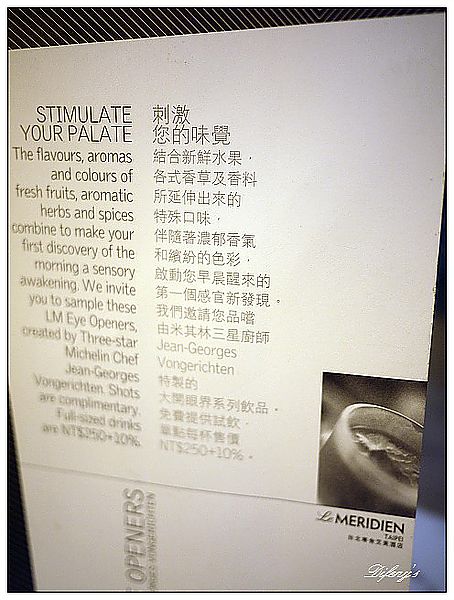 STIMULATE
YOUR PALATE
The flavours, aromas
and colours of
fresh fruits, aromatic
herbs and spices
combine to make your
first discovery of the
morning a sensory
awakening. We invite
you to sample these
LM Eye Openers,
created by Three-star
Michelin Chef
Jean-Georges
Vongerichten. Shots
are complimentary.
Full-sized drinks
are NT$250+10%.
刺激
您的味覺
結合新鮮水果，
各式香草及香料
所延伸出來的
特殊口味，
伴隨著濃郁香氣
和繽紛的色彩，
啟動您早晨醒來的
第一個感官新發現。
我們邀請您品嚐
由米其林三星廚師
Jean-Georges
Vongerichten
特製的
大開眼界系列飲品。
免費提供試飲，
單點每杯售價
NT$250+10%。
OPENERS
Le MERIDIEN
TAIPEI
台北寒舍艾美酒店